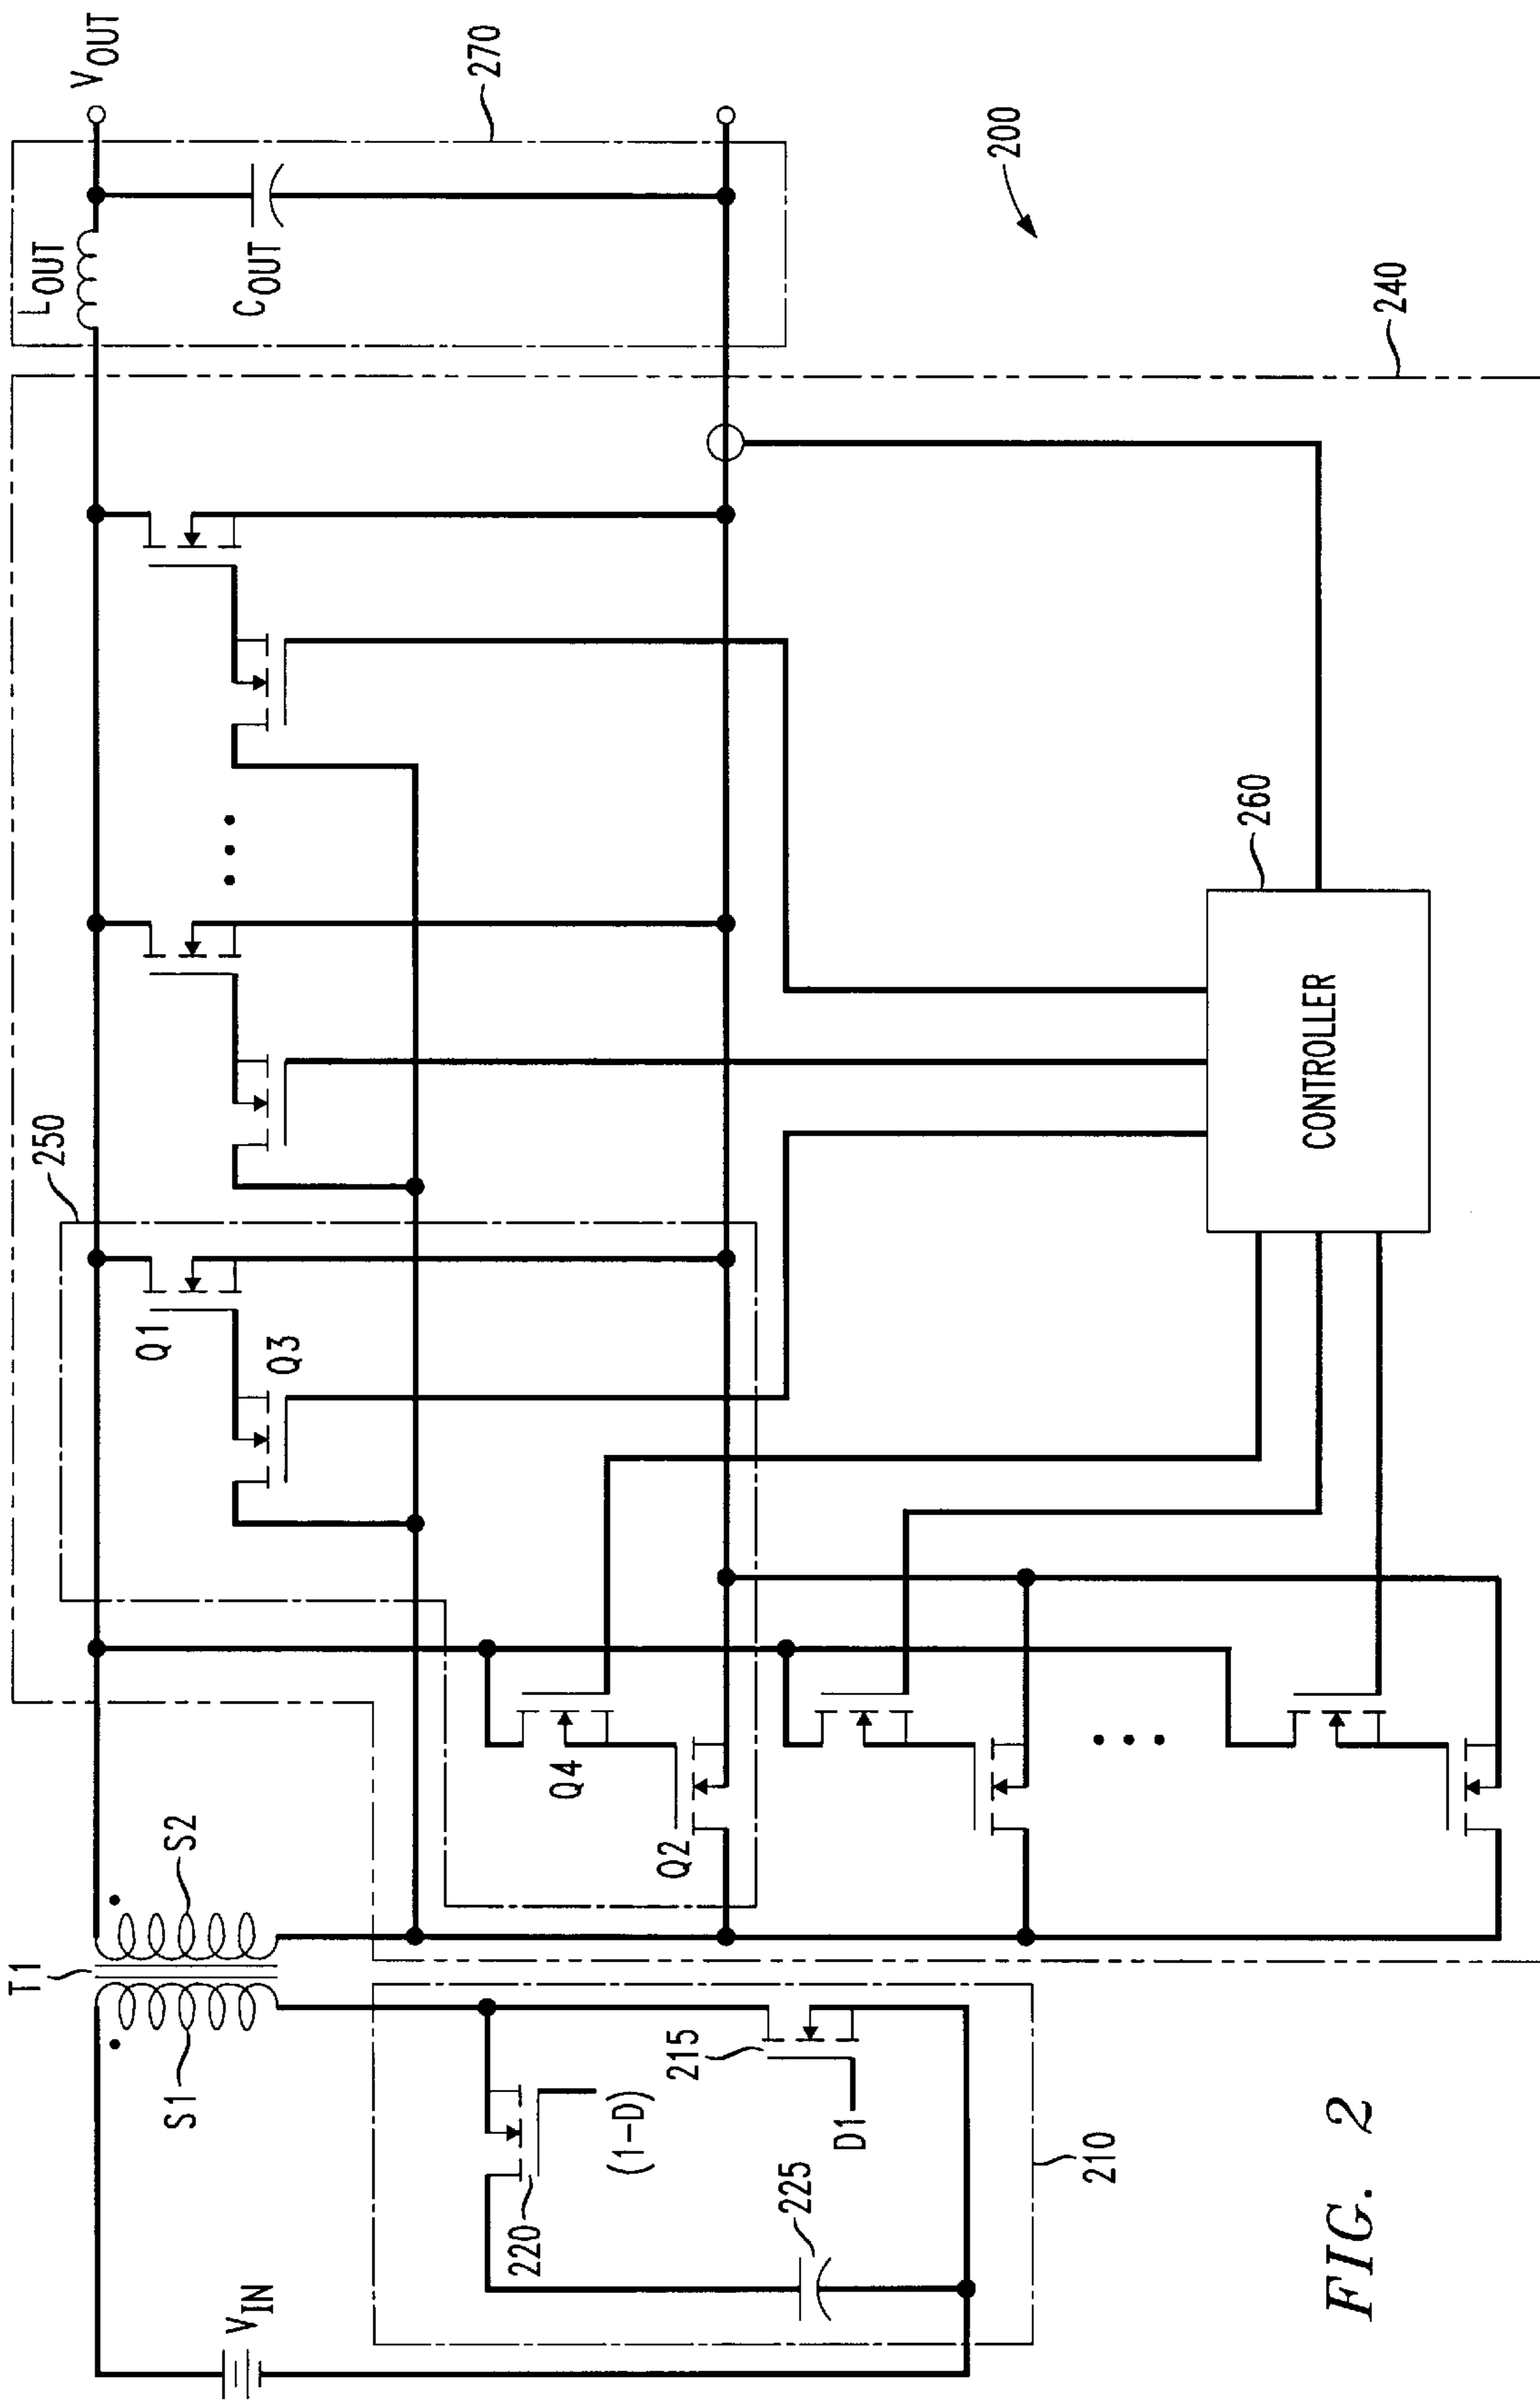 T1
S1
S2
VIN
220
(1-D)
225
215
D1
210
Q4
Q2
Q3
Q1
250
CONTROLLER
260
240
200
LOUT
COUT
270
VOUT
FIG. 2